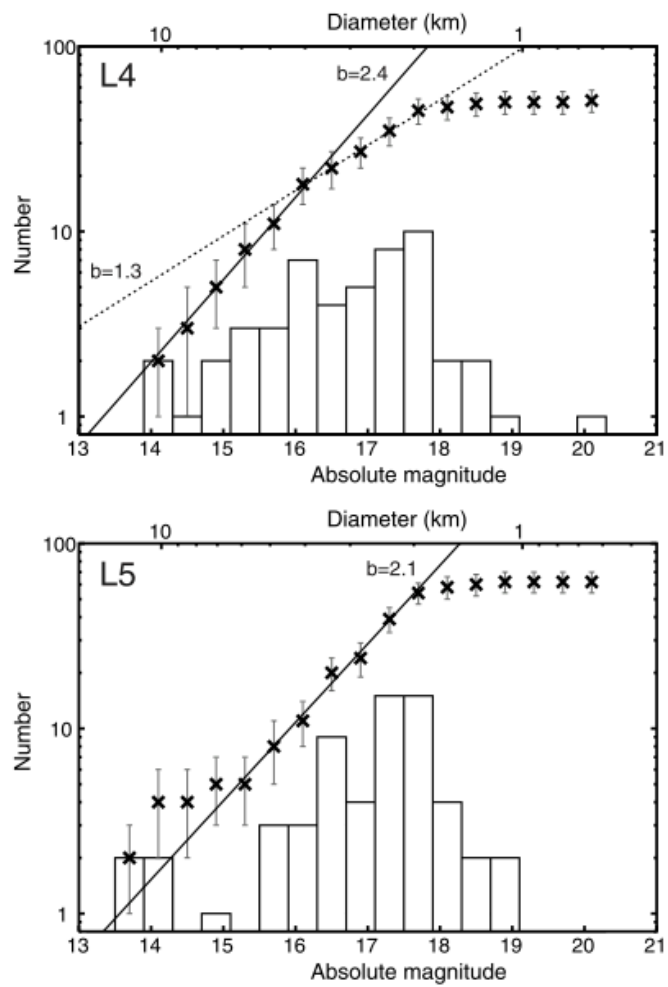 Diameter (km)
10 1
100
L4
b=2.4
Number
10
b=1.3
1
13 14 15 16 17 18 19 20 21
Absolute magnitude
Diameter (km)
10 1
100
L5
b=2.1
Number
10
1
13 14 15 16 17 18 19 20 21
Absolute magnitude